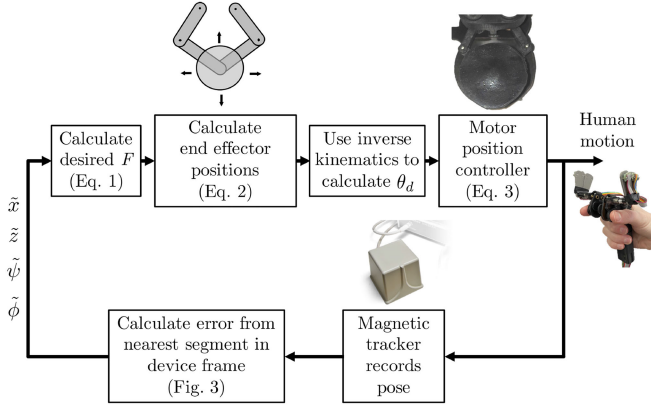 Calculate
desired F
(Eq. 1)
Calculate
end effector
positions
(Eq. 2)
Use inverse
kinematics to
calculate θ_d
Motor
position
controller
(Eq. 3)
Human
motion
x̃
z̃
ψ̃
ϕ̃
Calculate error from
nearest segment in
device frame
(Fig. 3)
Magnetic
tracker
records
pose